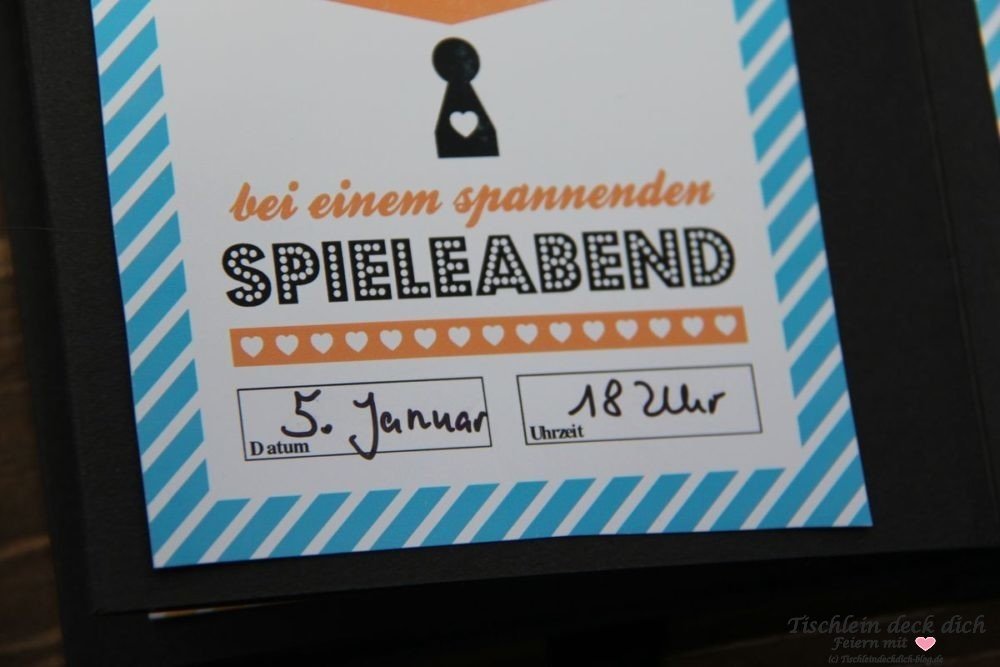 bei einem spannenden
SPIELEABEND
5. Januar
Datum
18 Uhr
Uhrzeit
Tischlein deck dich
Feiern mit
(c) Tischleindeckdich-blog.de